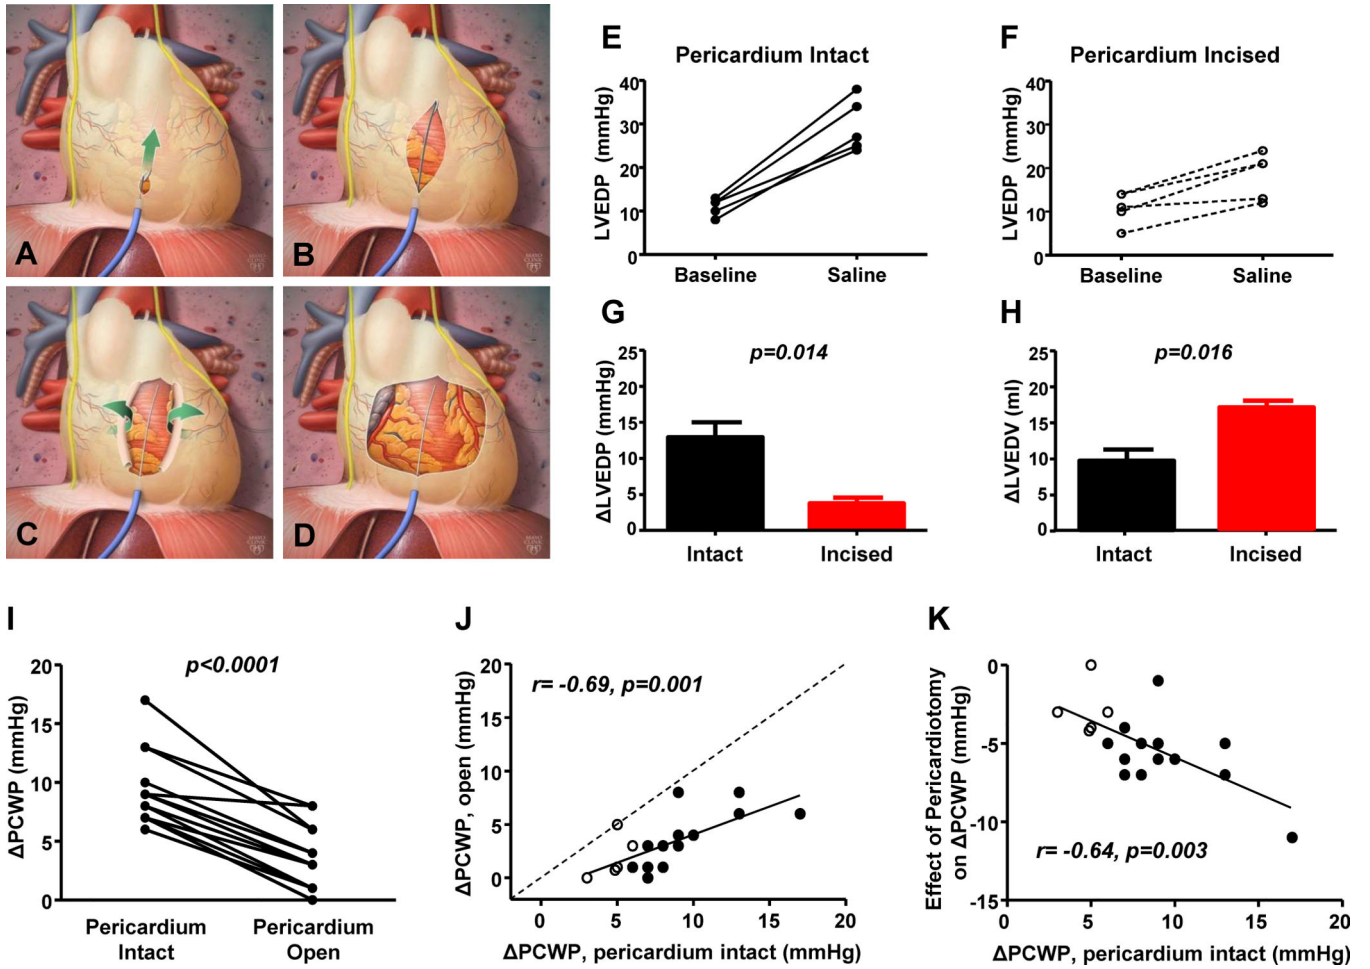 A
B
C
D
E
Pericardium Intact
LVEDP (mmHg)
40
30
20
10
0
Baseline
Saline
F
Pericardium Incised
LVEDP (mmHg)
40
30
20
10
0
Baseline
Saline
G
p=0.014
ΔLVEDP (mmHg)
25
20
15
10
5
0
Intact
Incised
H
p=0.016
ΔLVEDV (ml)
25
20
15
10
5
0
Intact
Incised
I
p<0.0001
ΔPCWP (mmHg)
20
15
10
5
0
Pericardium
Intact
Pericardium
Open
J
r= -0.69, p=0.001
ΔPCWP, open (mmHg)
20
15
10
5
0
0
5
10
15
20
ΔPCWP, pericardium intact (mmHg)
K
Effect of Pericardiotomy
on ΔPCWP (mmHg)
0
-5
-10
-15
r= -0.64, p=0.003
0
5
10
15
20
ΔPCWP, pericardium intact (mmHg)